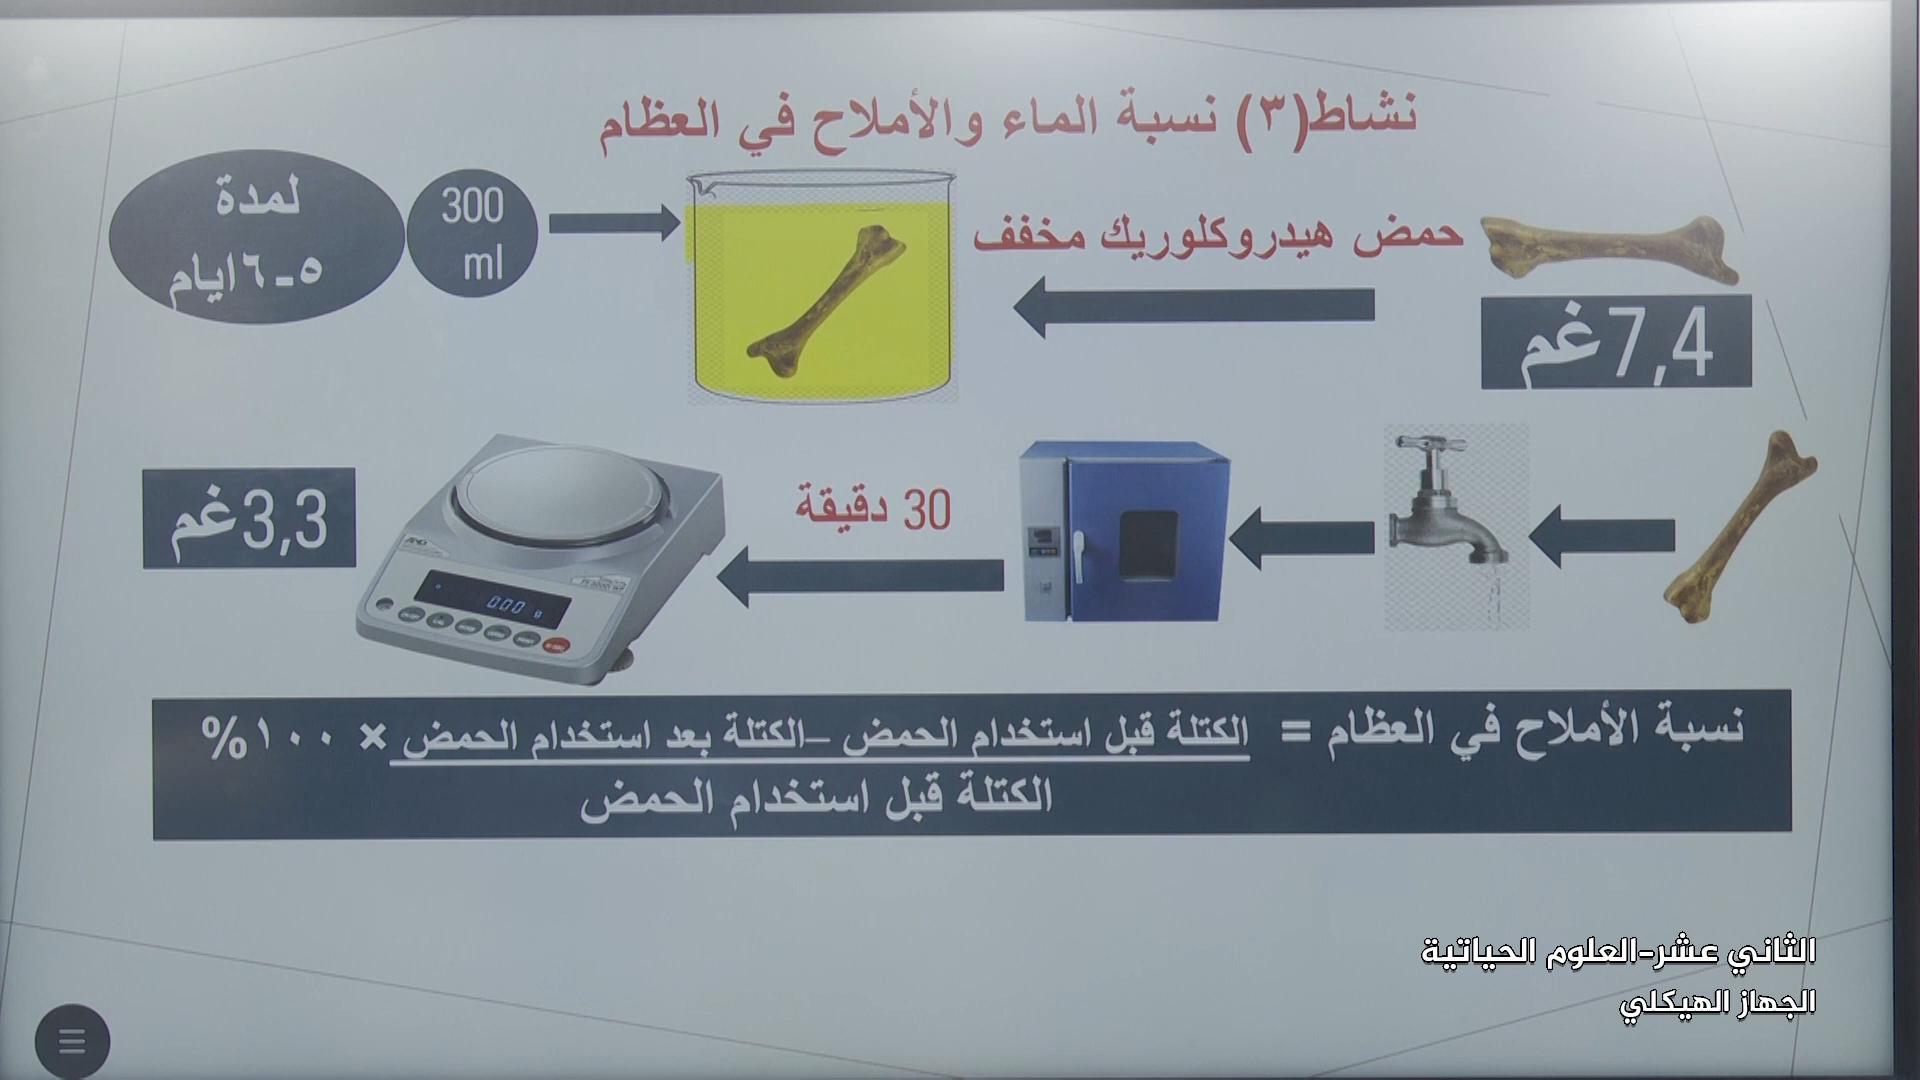 نشاط(٣) نسبة الماء والأملاح في العظام
حمض هيدروكلوريك مخفف
7,4غم
300
ml
لمدة
٥-٦ايام
30 دقيقة
3,3غم
AND
0.00 g
نسبة الأملاح في العظام = الكتلة قبل استخدام الحمض –الكتلة بعد استخدام الحمض × ١٠٠%
الكتلة قبل استخدام الحمض
الثاني عشر-العلوم الحياتية
الجهاز الهيكلي